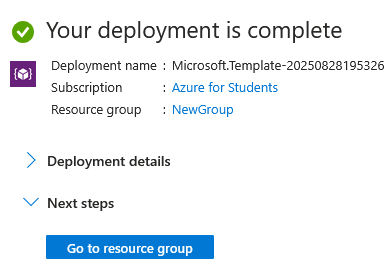 Your deployment is complete
Deployment name : Microsoft.Template-20250828195326
Subscription : Azure for Students
Resource group : NewGroup
Deployment details
Next steps
Go to resource group